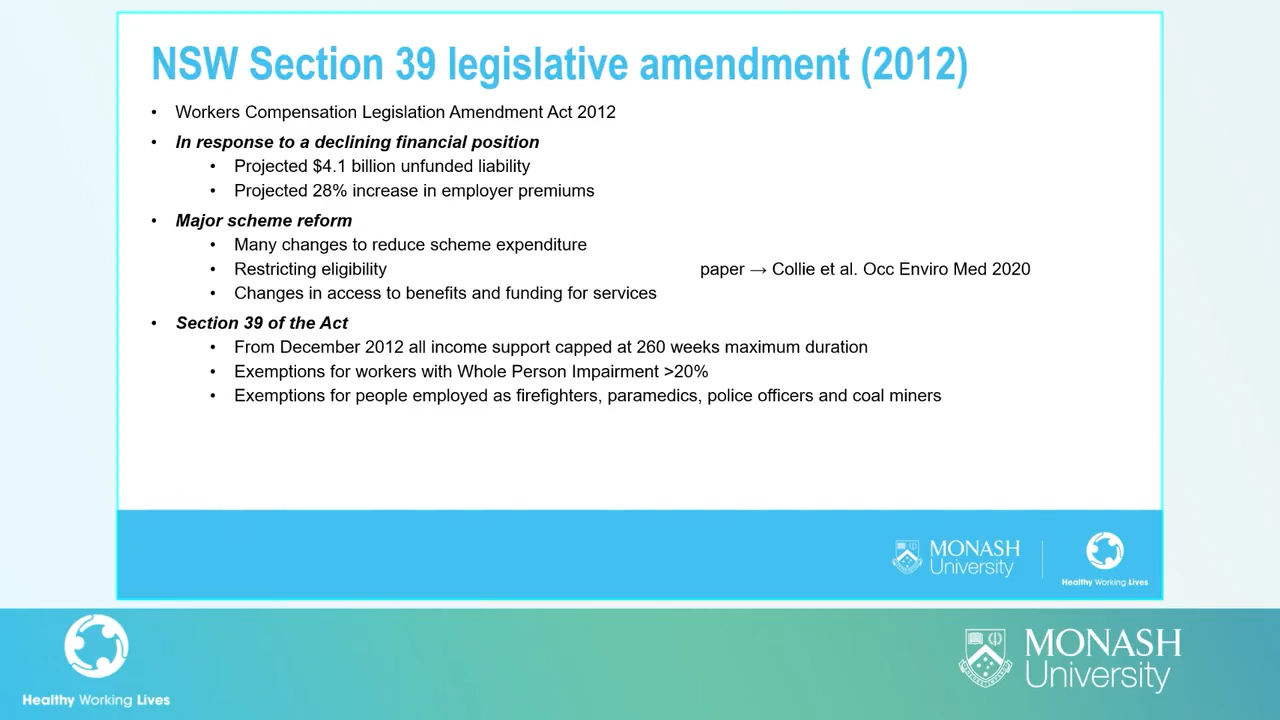 NSW Section 39 legislative amendment (2012)
• Workers Compensation Legislation Amendment Act 2012
• In response to a declining financial position
• Projected $4.1 billion unfunded liability
• Projected 28% increase in employer premiums
• Major scheme reform
• Many changes to reduce scheme expenditure
• Restricting eligibility
paper → Collie et al. Occ Enviro Med 2020
• Changes in access to benefits and funding for services
• Section 39 of the Act
• From December 2012 all income support capped at 260 weeks maximum duration
• Exemptions for workers with Whole Person Impairment >20%
• Exemptions for people employed as firefighters, paramedics, police officers and coal miners
MONASH
University
Healthy Working Lives
Healthy Working Lives
MONASH
University